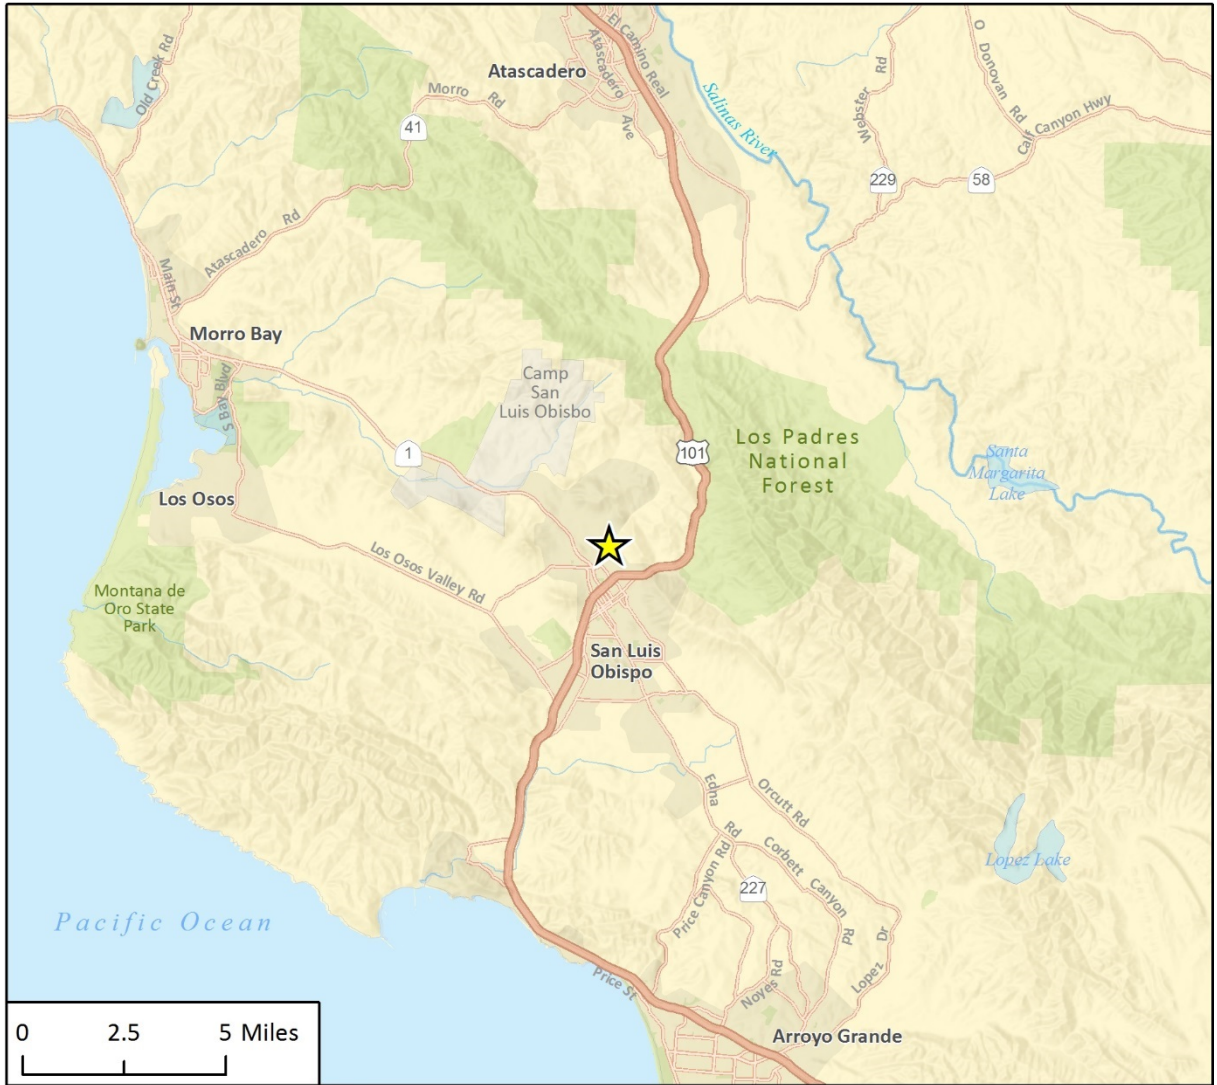 Old Creek Rd
Atascadero
El Camino Real
Atascadero Ave
Morro Rd
41
Salinas River
Webster Rd
O Donovan Rd
Calf Canyon Hwy
229
58
Atascadero Rd
Main St
Morro Bay
S Bay Blvd
Camp
San
Luis Obisbo
1
101
Los Padres
National
Forest
Santa
Margarita
Lake
Los Osos
Los Osos Valley Rd
Montana de
Oro State
Park
San Luis
Obispo
Edna Rd
Orcutt Rd
Price Canyon Rd
Corbett Canyon Rd
227
Lopez Lake
Pacific Ocean
Price St
Noyes Rd
Lopez Dr
Arroyo Grande
0 2.5 5 Miles